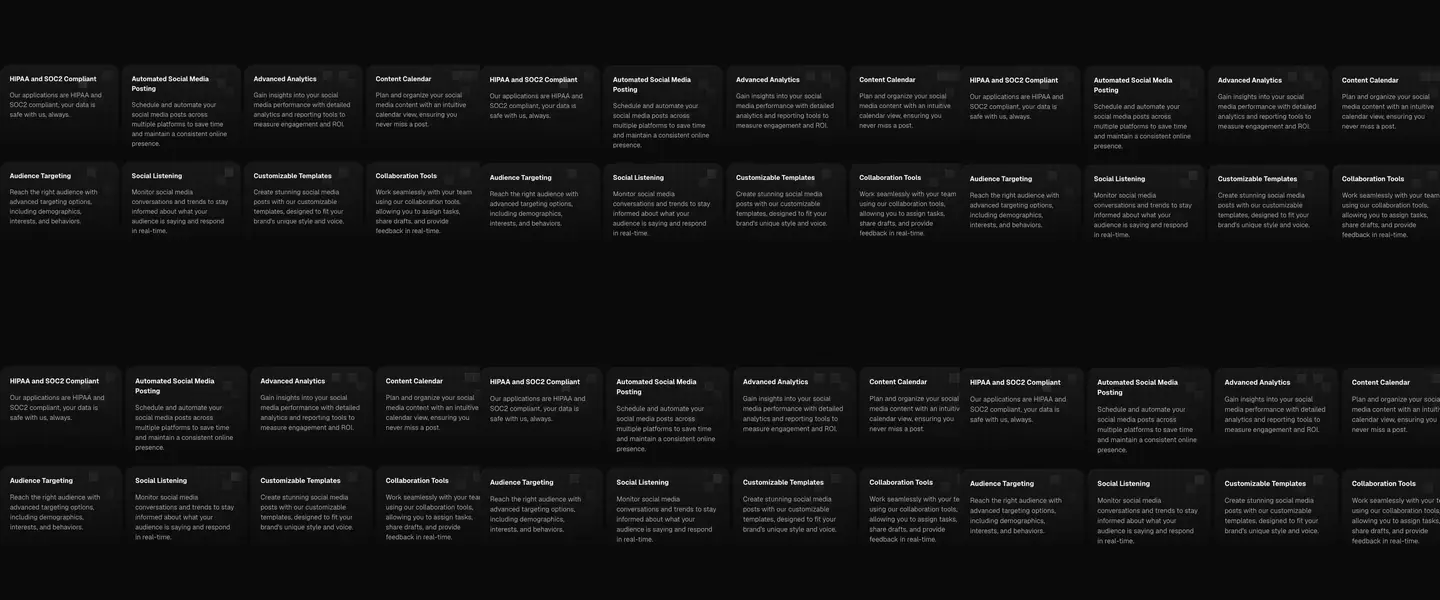 HIPAA and SOC2 Compliant
Our applications are HIPAA and
SOC2 compliant, your data is
safe with us, always.
Automated Social Media
Posting
Schedule and automate your
social media posts across
multiple platforms to save time
and maintain a consistent online
presence.
Advanced Analytics
Gain insights into your social
media performance with detailed
analytics and reporting tools to
measure engagement and ROI.
Content Calendar
Plan and organize your social
media content with an intuitive
calendar view, ensuring you
never miss a post.
Audience Targeting
Reach the right audience with
advanced targeting options,
including demographics,
interests, and behaviors.
Social Listening
Monitor social media
conversations and trends to stay
informed about what your
audience is saying and respond
in real-time.
Customizable Templates
Create stunning social media
posts with our customizable
templates, designed to fit your
brand's unique style and voice.
Collaboration Tools
Work seamlessly with your team
using our collaboration tools,
allowing you to assign tasks,
share drafts, and provide
feedback in real-time.
HIPAA and SOC2 Compliant
Our applications are HIPAA and
SOC2 compliant, your data is
safe with us, always.
Automated Social Media
Posting
Schedule and automate your
social media posts across
multiple platforms to save time
and maintain a consistent online
presence.
Advanced Analytics
Gain insights into your social
media performance with detailed
analytics and reporting tools to
measure engagement and ROI.
Content Calendar
Plan and organize your social
media content with an intuitive
calendar view, ensuring you
never miss a post.
Audience Targeting
Reach the right audience with
advanced targeting options,
including demographics,
interests, and behaviors.
Social Listening
Monitor social media
conversations and trends to stay
informed about what your
audience is saying and respond
in real-time.
Customizable Templates
Create stunning social media
posts with our customizable
templates, designed to fit your
brand's unique style and voice.
Collaboration Tools
Work seamlessly with your team
using our collaboration tools,
allowing you to assign tasks,
share drafts, and provide
feedback in real-time.
HIPAA and SOC2 Compliant
Our applications are HIPAA and
SOC2 compliant, your data is
safe with us, always.
Automated Social Media
Posting
Schedule and automate your
social media posts across
multiple platforms to save time
and maintain a consistent online
presence.
Advanced Analytics
Gain insights into your social
media performance with detailed
analytics and reporting tools to
measure engagement and ROI.
Content Calendar
Plan and organize your social
media content with an intuitive
calendar view, ensuring you
never miss a post.
Audience Targeting
Reach the right audience with
advanced targeting options,
including demographics,
interests, and behaviors.
Social Listening
Monitor social media
conversations and trends to stay
informed about what your
audience is saying and respond
in real-time.
Customizable Templates
Create stunning social media
posts with our customizable
templates, designed to fit your
brand's unique style and voice.
Collaboration Tools
Work seamlessly with your team
using our collaboration tools,
allowing you to assign tasks,
share drafts, and provide
feedback in real-time.
HIPAA and SOC2 Compliant
Our applications are HIPAA and
SOC2 compliant, your data is
safe with us, always.
Automated Social Media
Posting
Schedule and automate your
social media posts across
multiple platforms to save time
and maintain a consistent online
presence.
Advanced Analytics
Gain insights into your social
media performance with detailed
analytics and reporting tools to
measure engagement and ROI.
Content Calendar
Plan and organize your social
media content with an intuitive
calendar view, ensuring you
never miss a post.
Audience Targeting
Reach the right audience with
advanced targeting options,
including demographics,
interests, and behaviors.
Social Listening
Monitor social media
conversations and trends to stay
informed about what your
audience is saying and respond
in real-time.
Customizable Templates
Create stunning social media
posts with our customizable
templates, designed to fit your
brand's unique style and voice.
Collaboration Tools
Work seamlessly with your tea
using our collaboration tools,
allowing you to assign tasks,
share drafts, and provide
feedback in real-time.
HIPAA and SOC2 Compliant
Our applications are HIPAA and
SOC2 compliant, your data is
safe with us, always.
Automated Social Media
Posting
Schedule and automate your
social media posts across
multiple platforms to save time
and maintain a consistent online
presence.
Advanced Analytics
Gain insights into your social
media performance with detailed
analytics and reporting tools to
measure engagement and ROI.
Content Calendar
Plan and organize your social
media content with an intuitiv
calendar view, ensuring you
never miss a post.
Audience Targeting
Reach the right audience with
advanced targeting options,
including demographics,
interests, and behaviors.
Social Listening
Monitor social media
conversations and trends to stay
informed about what your
audience is saying and respond
in real-time.
Customizable Templates
Create stunning social media
posts with our customizable
templates, designed to fit your
brand's unique style and voice.
Collaboration Tools
Work seamlessly with your te
using our collaboration tools,
allowing you to assign tasks,
share drafts, and provide
feedback in real-time.
HIPAA and SOC2 Compliant
Our applications are HIPAA and
SOC2 compliant, your data is
safe with us, always.
Automated Social Media
Posting
Schedule and automate your
social media posts across
multiple platforms to save time
and maintain a consistent online
presence.
Advanced Analytics
Gain insights into your social
media performance with detailed
analytics and reporting tools to
measure engagement and ROI.
Content Calendar
Plan and organize your socia
media content with an intuit
calendar view, ensuring you
never miss a post.
Audience Targeting
Reach the right audience with
advanced targeting options,
including demographics,
interests, and behaviors.
Social Listening
Monitor social media
conversations and trends to stay
informed about what your
audience is saying and respond
in real-time.
Customizable Templates
Create stunning social media
posts with our customizable
templates, designed to fit your
brand's unique style and voice.
Collaboration Tools
Work seamlessly with your t
using our collaboration tools,
allowing you to assign tasks,
share drafts, and provide
feedback in real-time.